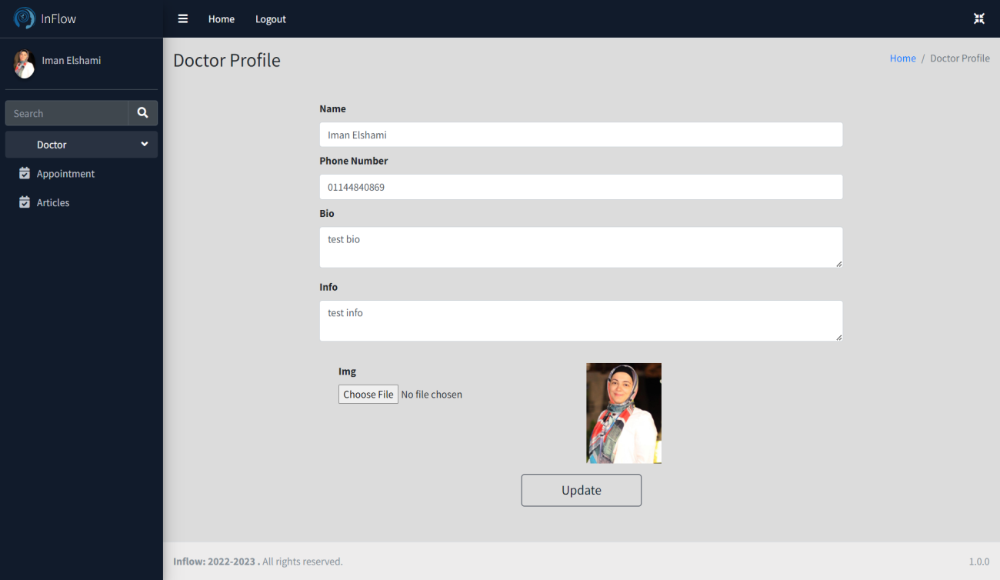 InFlow
Home
Logout
Iman Elshami
Doctor Profile
Home / Doctor Profile
Search
Doctor
Appointment
Articles
Name
Iman Elshami
Phone Number
01144840869
Bio
test bio
Info
test info
Img
Choose File No file chosen
Update
Inflow: 2022-2023 . All rights reserved.
1.0.0